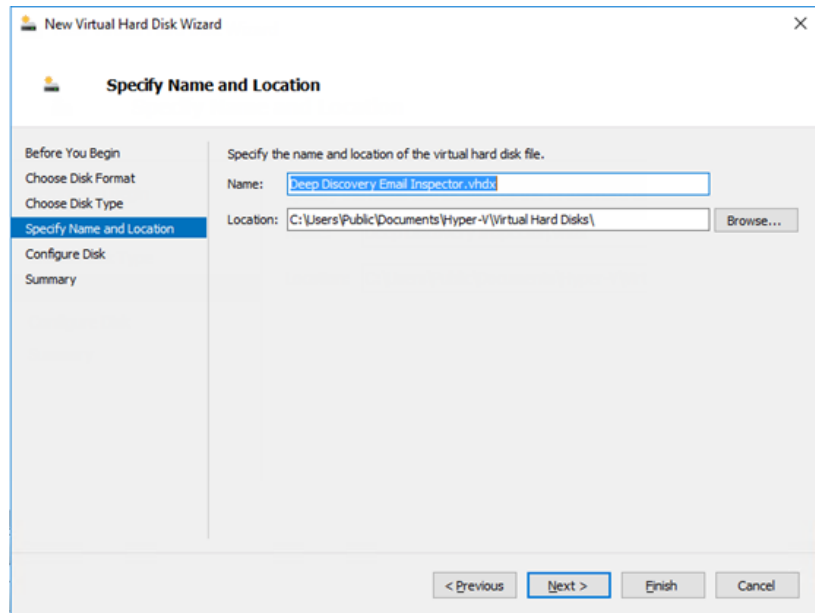 New Virtual Hard Disk Wizard
Specify Name and Location
Before You Begin
Choose Disk Format
Choose Disk Type
Specify Name and Location
Configure Disk
Summary
Specify the name and location of the virtual hard disk file.
Name: Deep Discovery Email Inspector.vhdx
Location: C:\Users\Public\Documents\Hyper-V\Virtual Hard Disks\ Browse...
< Previous Next > Finish Cancel